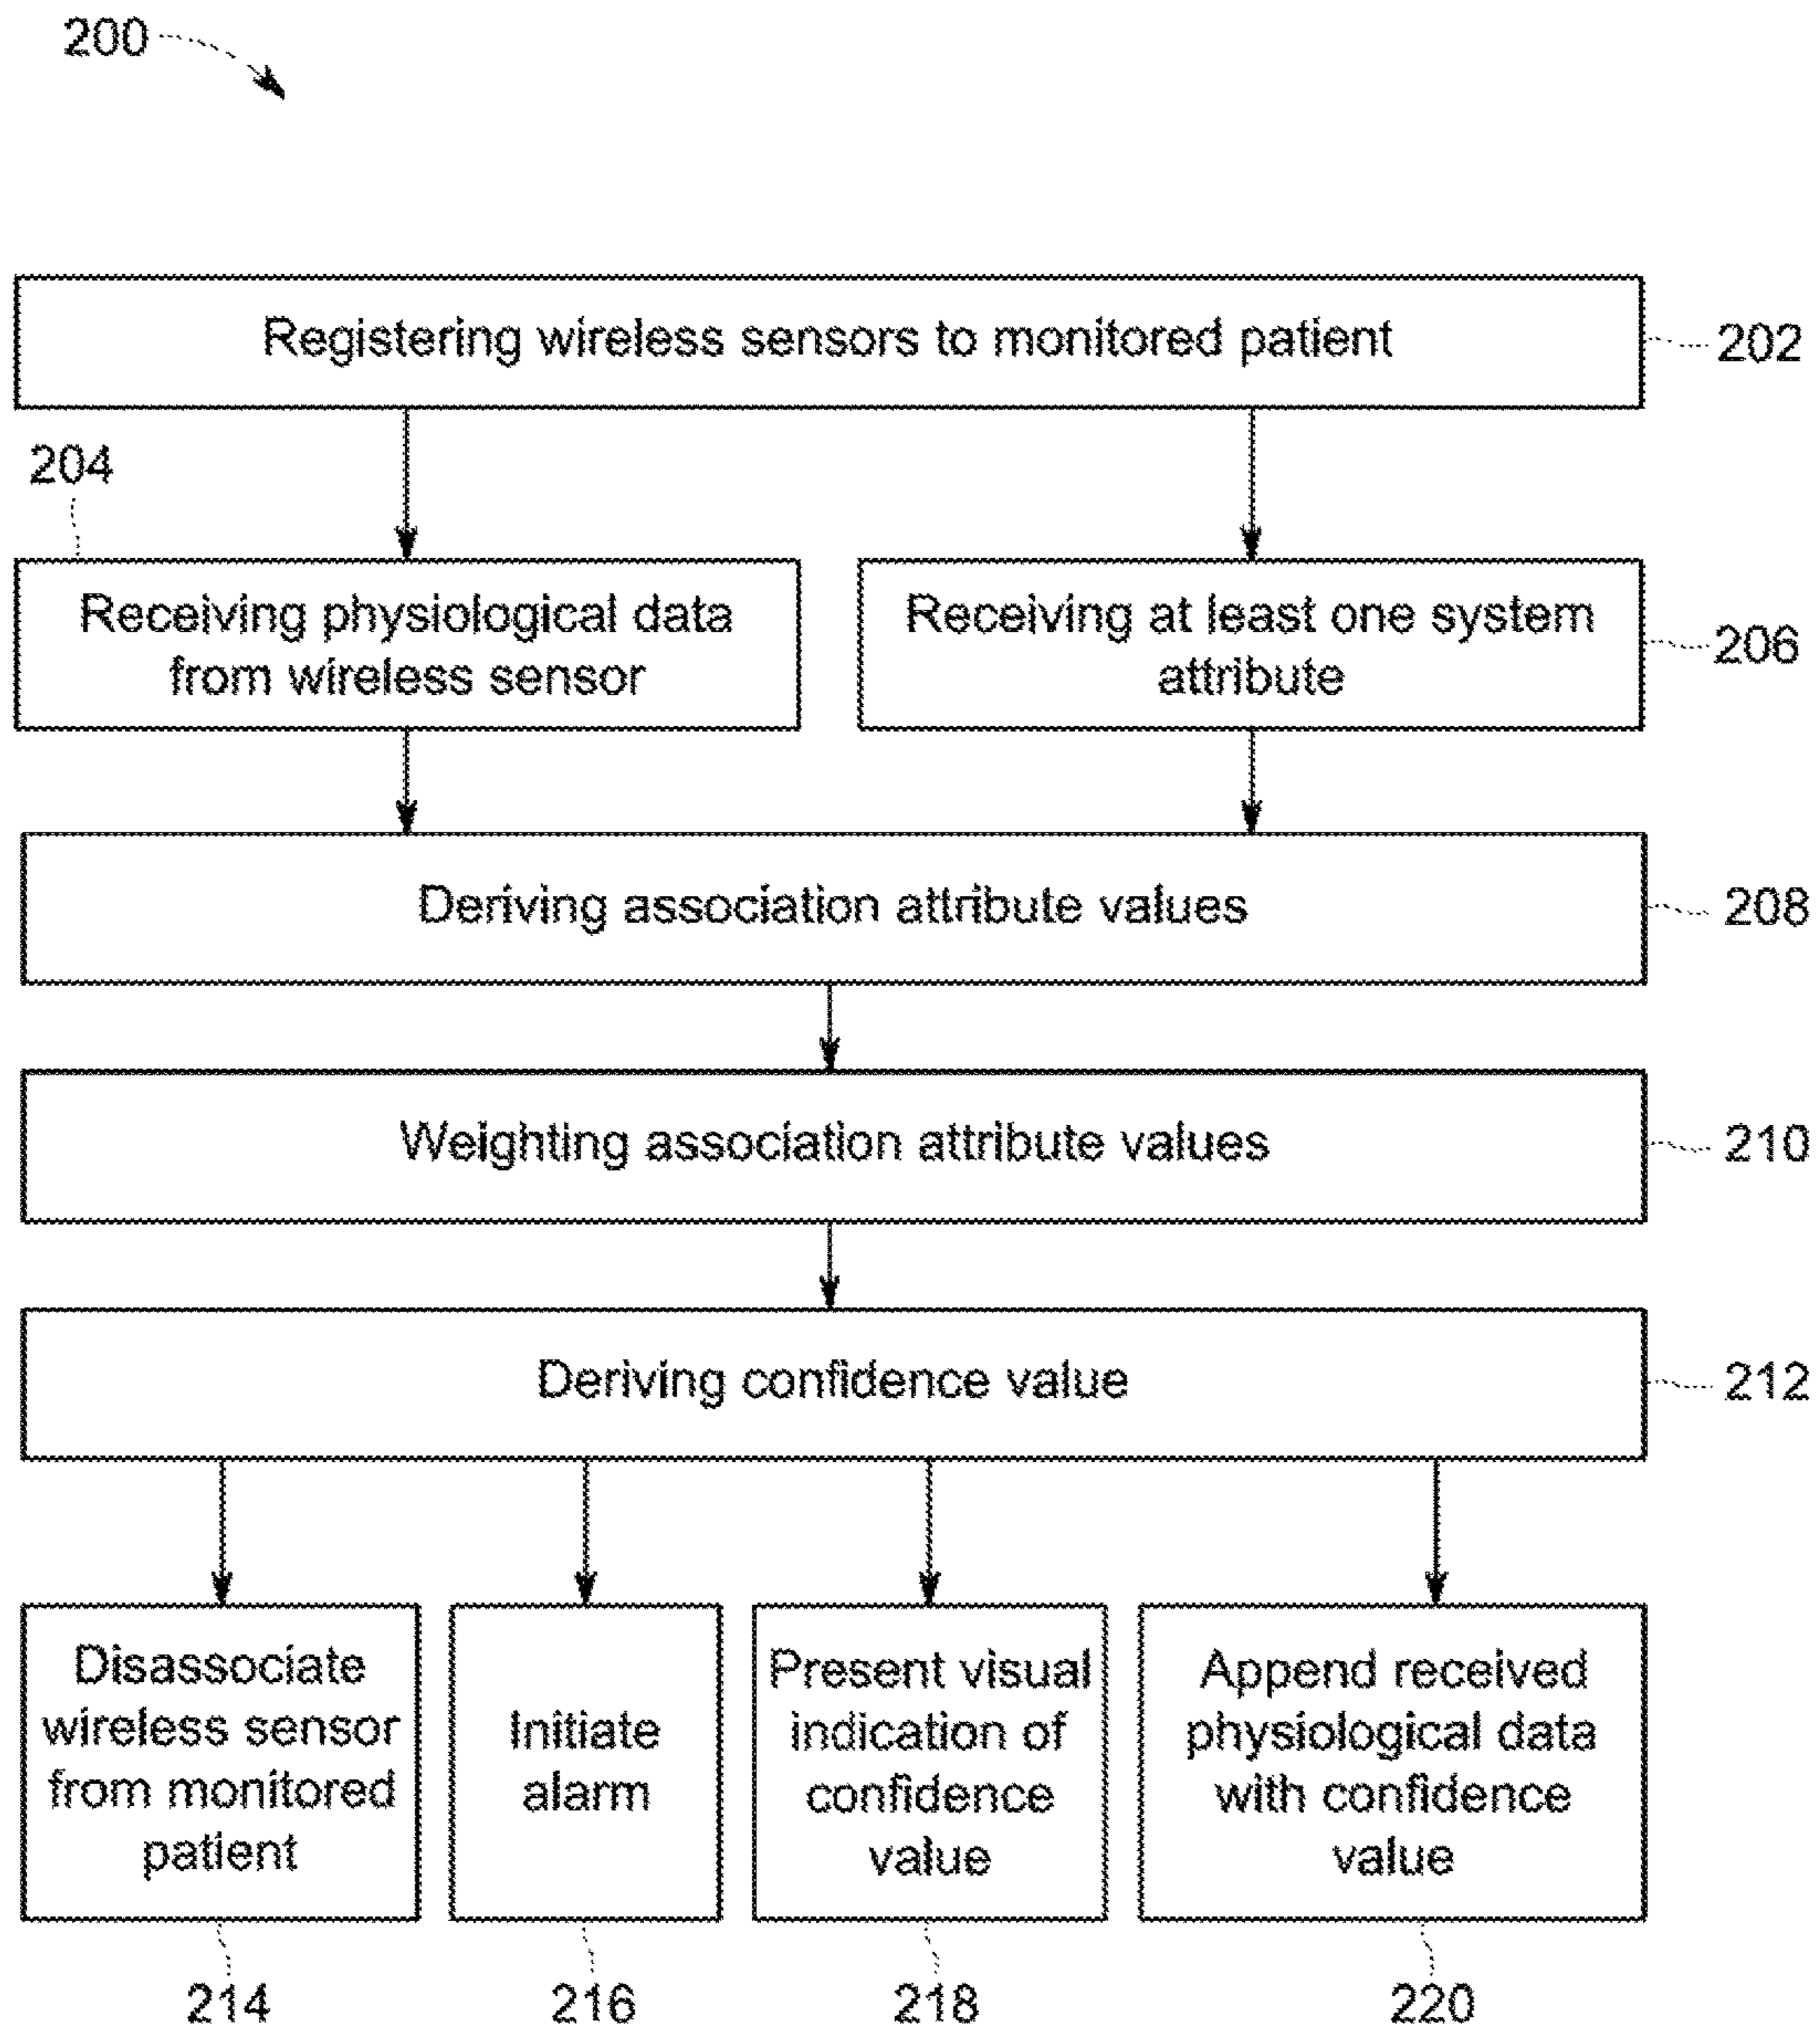 200
Registering wireless sensors to monitored patient
202
204
Receiving physiological data
from wireless sensor
Receiving at least one system
attribute
206
Deriving association attribute values
208
Weighting association attribute values
210
Deriving confidence value
212
Disassociate
wireless sensor
from monitored
patient
Initiate
alarm
Present visual
indication of
confidence
value
Append received
physiological data
with confidence
value
214
216
218
220